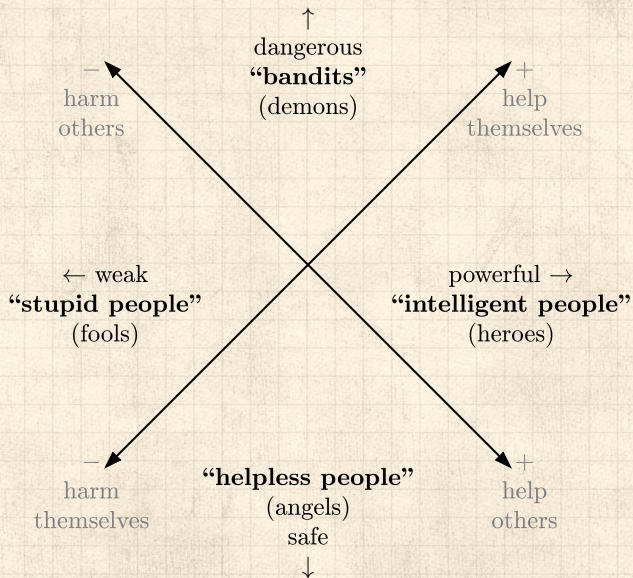 ↑
dangerous
“bandits”
(demons)
−
harm
others
+
help
themselves
← weak
“stupid people”
(fools)
powerful →
“intelligent people”
(heroes)
−
harm
themselves
“helpless people”
(angels)
safe
↓
+
help
others